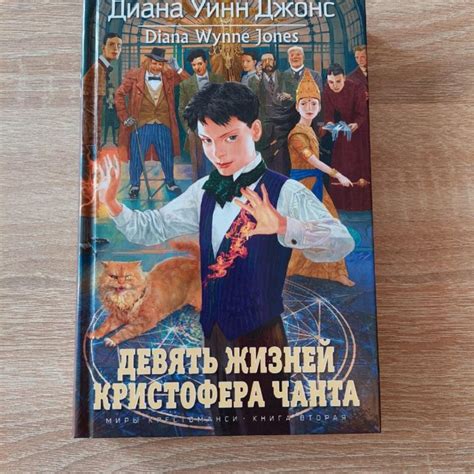 Диана Уинн Джонс
Diana Wynne Jones
ДЕВЯТЬ ЖИЗНЕЙ
КРИСТОФЕРА ЧАНТА
МИРЫ КРЕСТОМАНСИ · КНИГА ВТОРАЯ